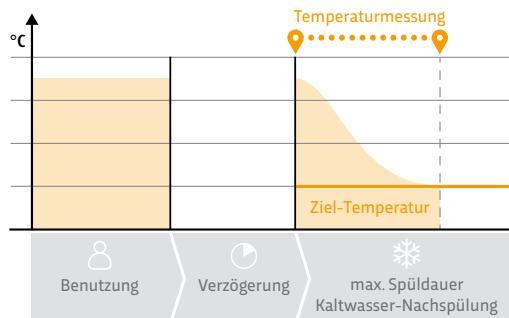 Temperaturmessung
°C
Ziel-Temperatur
Benutzung
Verzögerung
max. Spüldauer
Kaltwasser-Nachspülung